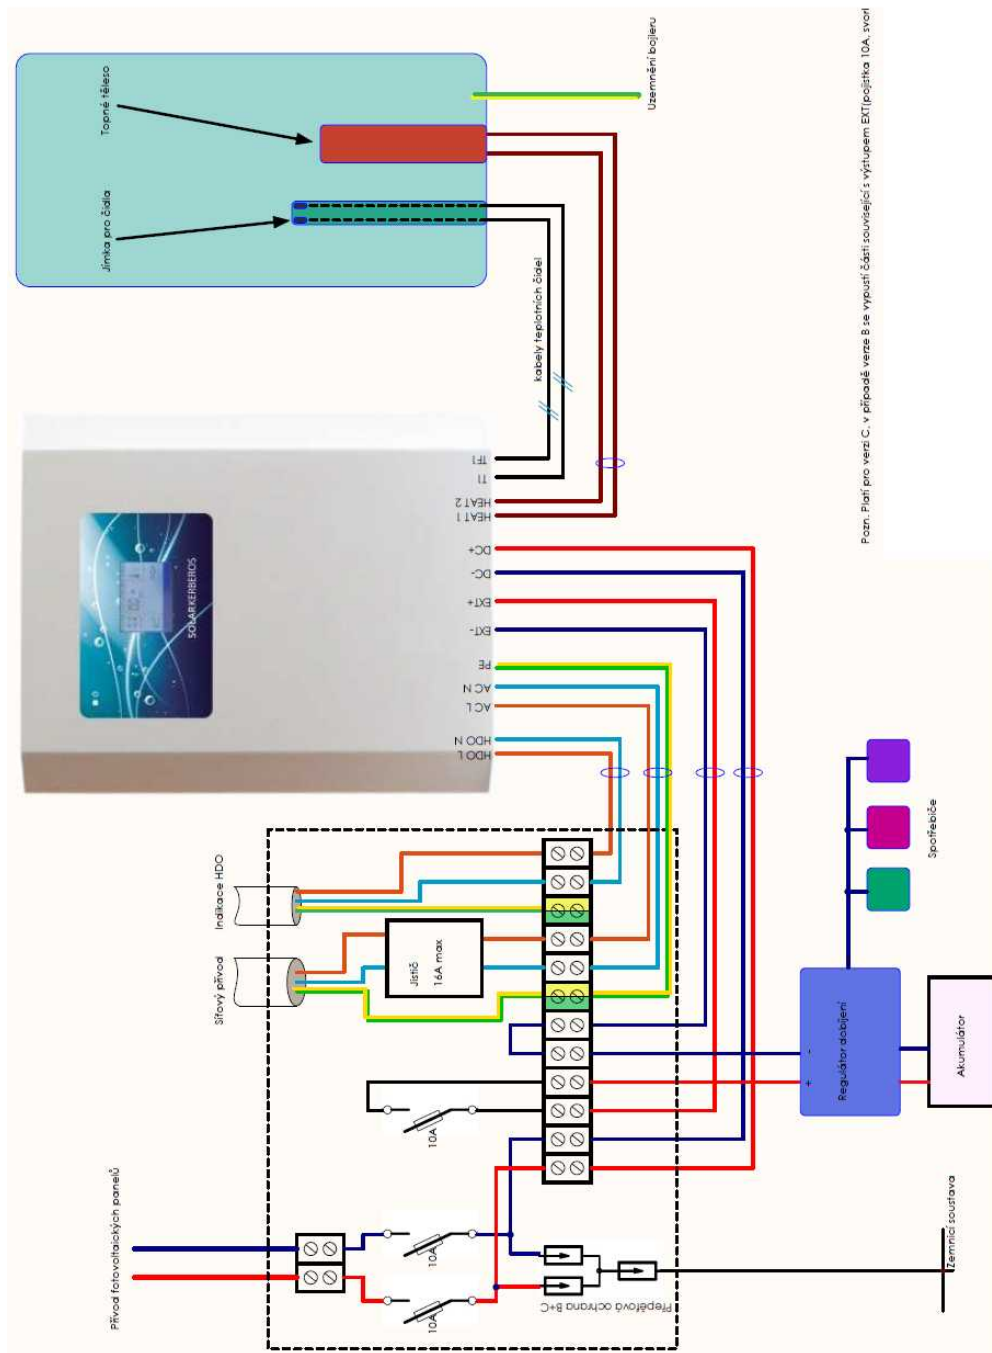 Topné těleso
Jímka pro čidla
Uzemnění bojleru
kabely teplotních čidel
SOLAR KERBEROS
TF1
T1
HEAT 2
HEAT 1
DC+
DC-
EXT+
EXT-
PE
AC N
AC L
HDO N
HDO L
Indikace HDO
Síťový přívod
Jistič
16A max
10A
Přívod fotovoltaických panelů
10A
10A
Přepěťová ochrana B+C
Spotřebiče
Regulátor dobíjení
-
+
Akumulátor
Zemnící soustava
Pozn. Platí pro verzi C, v případě verze B se vypustí části související s výstupem EXT(pojistka 10A,